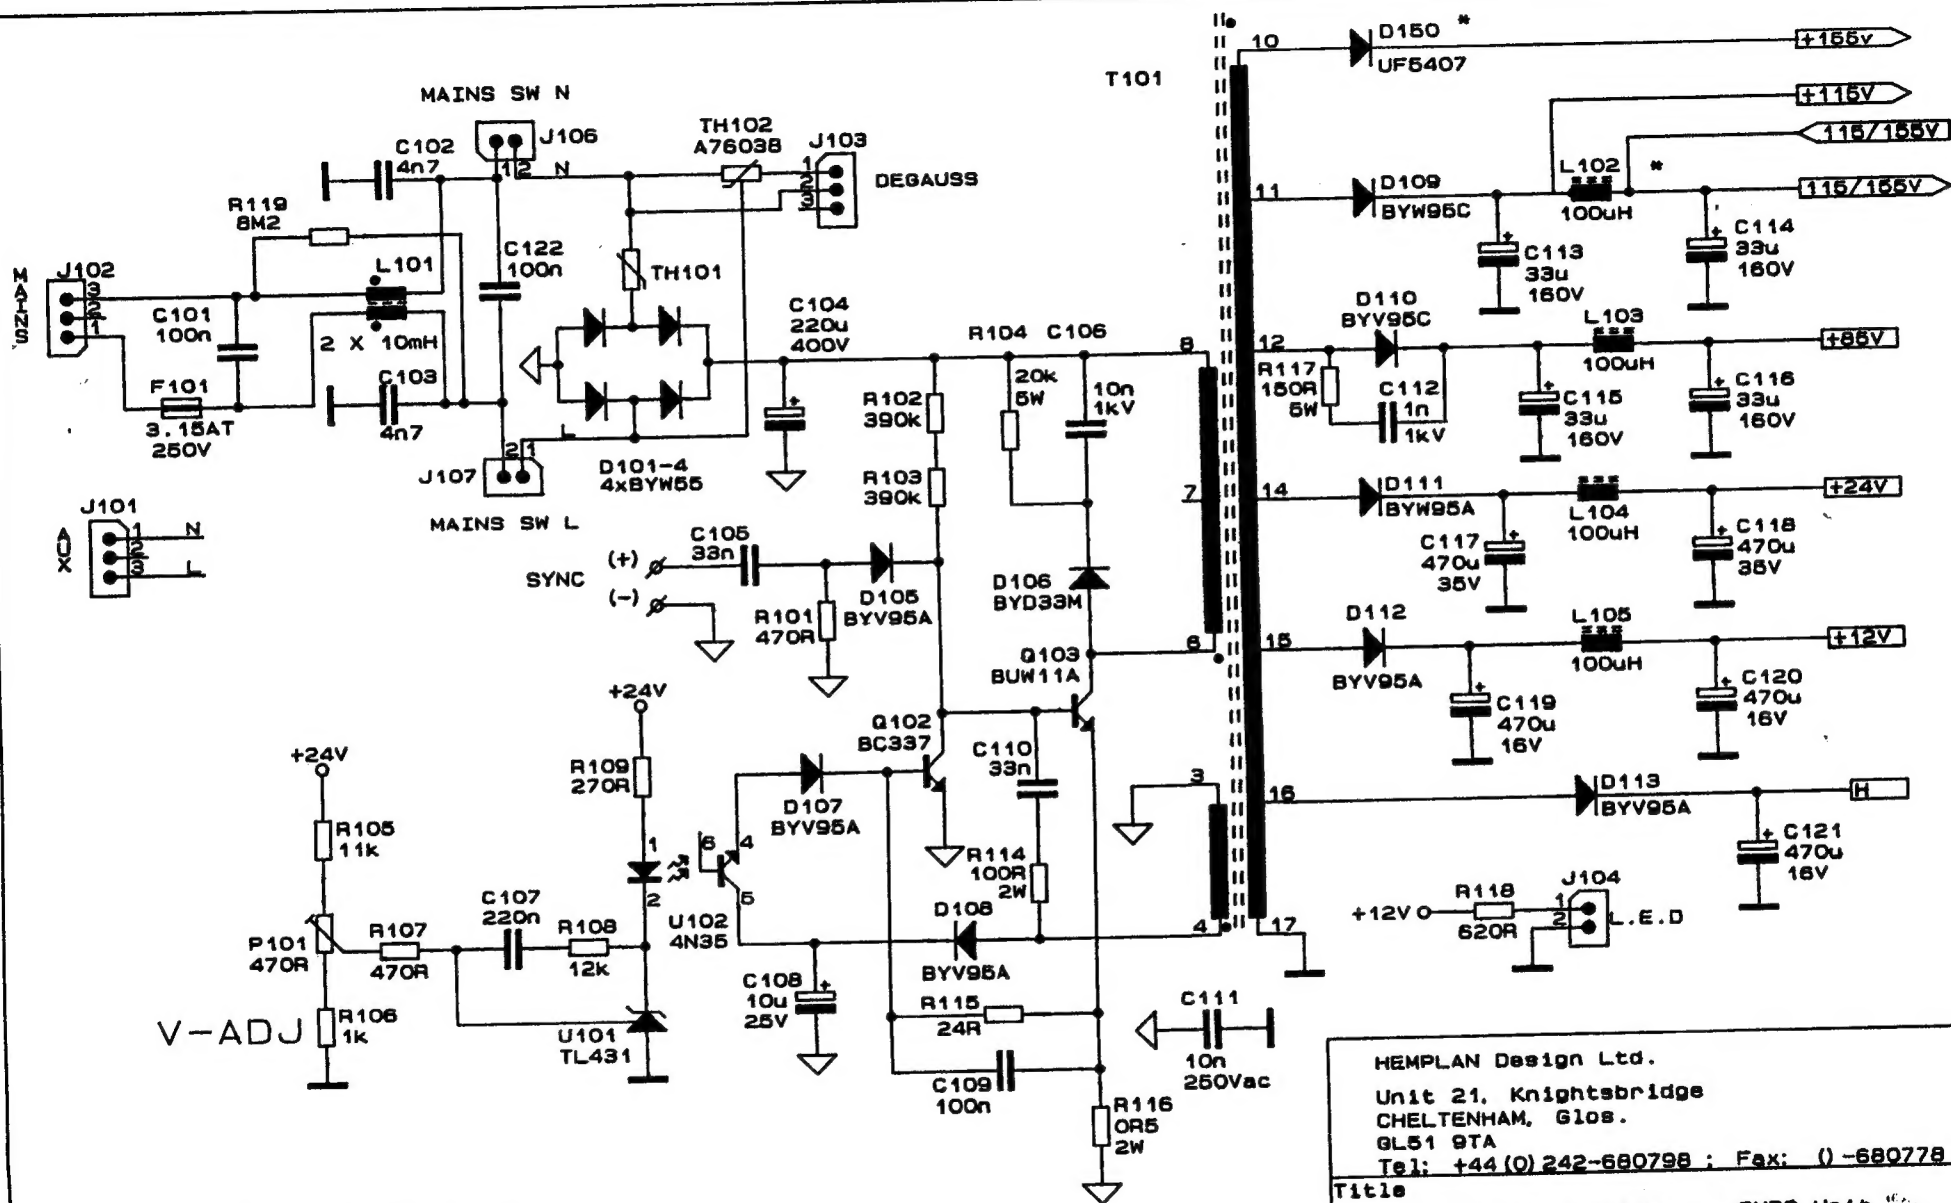 MAINS SW N
J106
1
2
N
C102
4n7
TH102
A76038
J103
1
2
3
DEGAUSS
R119
8M2
L101
2 X 10mH
C122
100n
TH101
MAINS
J102
3
2
1
C101
100n
F101
3.15AT
250V
C103
4n7
L
J107
2
1
MAINS SW L
D101-4
4xBYW55
C104
220u
400V
J101
AUX
1
2
3
N
L
R102
390k
R103
390k
R104
20k
5W
C106
10n
1kV
SYNC
(+)
(-)
C105
33n
R101
470R
D105
BYV95A
D106
BYD33M
Q103
BUW11A
Q102
BC337
C110
33n
R114
100R
2W
D107
BYV95A
+24V
R109
270R
1
2
+24V
R105
11k
P101
470R
R106
1k
V-ADJ
R107
470R
C107
220n
R108
12k
U101
TL431
6
4
5
U102
4N35
D108
BYV95A
C108
10u
25V
R115
24R
C109
100n
R116
0R5
2W
C111
10n
250Vac
T101
8
7
6
3
4
10
11
12
14
15
16
17
D150 *
UF5407
+155v
+115V
115/155V
D109
BYW95C
L102 *
100uH
115/155V
C113
33u
160V
C114
33u
160V
D110
BYV95C
R117
150R
5W
C112
1n
1kV
L103
100uH
+85V
C115
33u
160V
C116
33u
160V
D111
BYW95A
L104
100uH
+24V
C117
470u
35V
C118
470u
35V
D112
BYV95A
L105
100uH
+12V
C119
470u
16V
C120
470u
16V
D113
BYV95A
H
C121
470u
16V
+12V
R118
620R
J104
1
2
L.E.D
HEMPLAN Design Ltd.
Unit 21, Knightsbridge
CHELTENHAM, Glos.
GL51 9TA
Tel: +44(0)242-680798 ; Fax: ()-680778
Title